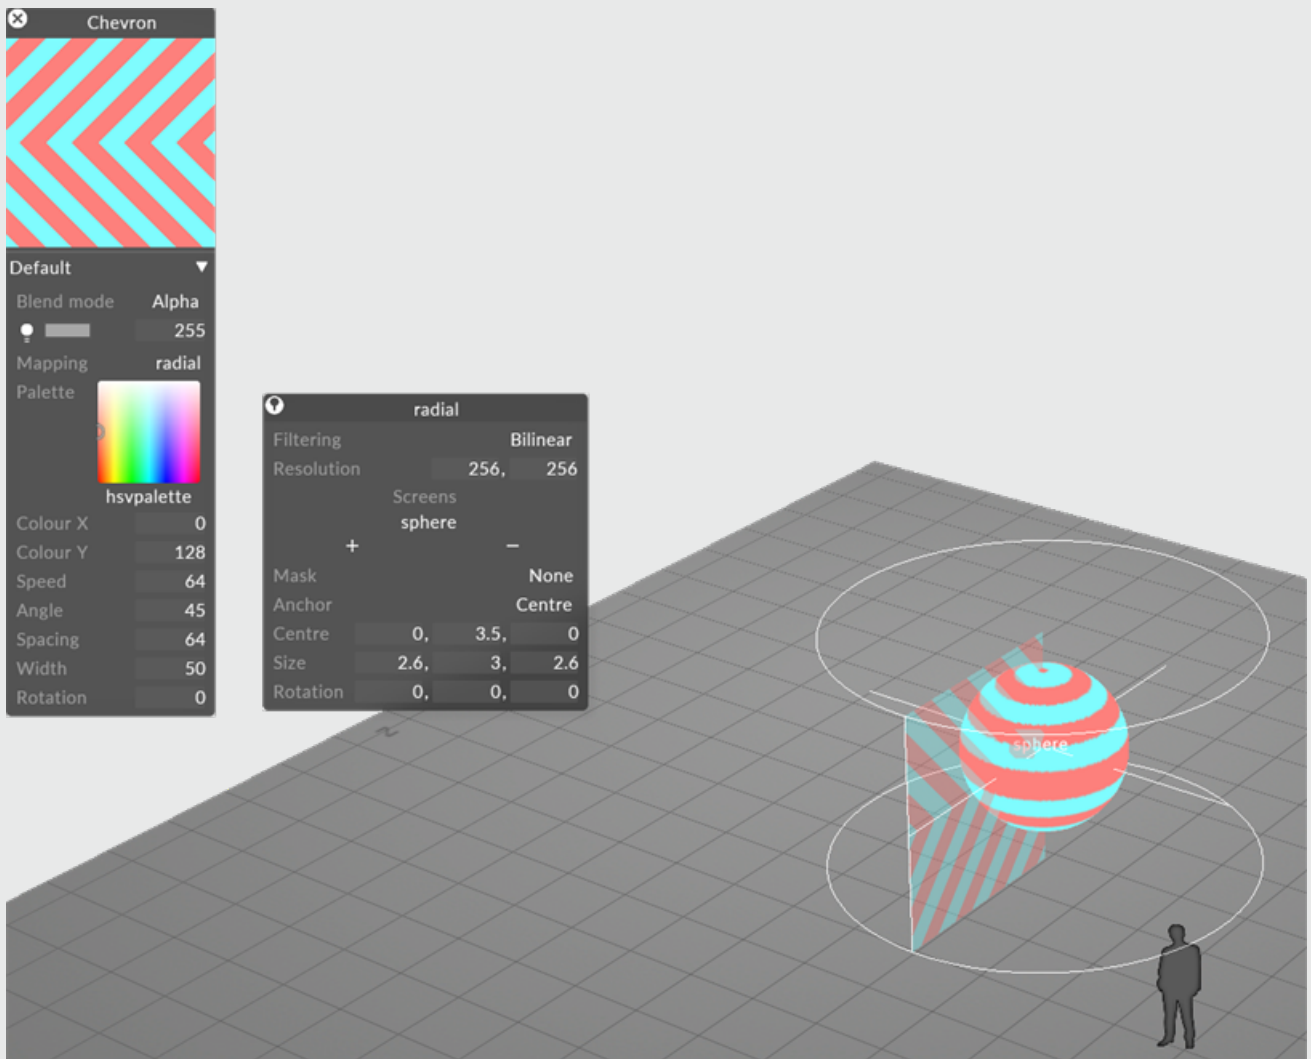 Chevron
Default
Blend mode Alpha
255
Mapping radial
Palette
hsvpalette
Colour X 0
Colour Y 128
Speed 64
Angle 45
Spacing 64
Width 50
Rotation 0
radial
Filtering Bilinear
Resolution 256, 256
Screens
sphere
+ −
Mask None
Anchor Centre
Centre 0, 3.5, 0
Size 2.6, 3, 2.6
Rotation 0, 0, 0
sphere